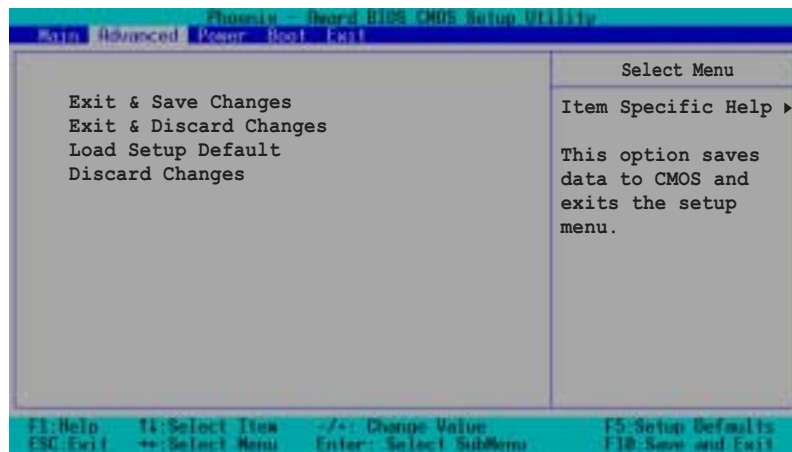 Phoenix - Award BIOS CMOS Setup Utility
Main Advanced Power Boot Exit
Select Menu
Exit & Save Changes
Exit & Discard Changes
Load Setup Default
Discard Changes
Item Specific Help ▸
This option saves
data to CMOS and
exits the setup
menu.
F1:Help ↑↓:Select Item -/+: Change Value F5:Setup Defaults
ESC:Exit ↔:Select Menu Enter: Select SubMenu F10:Save and Exit